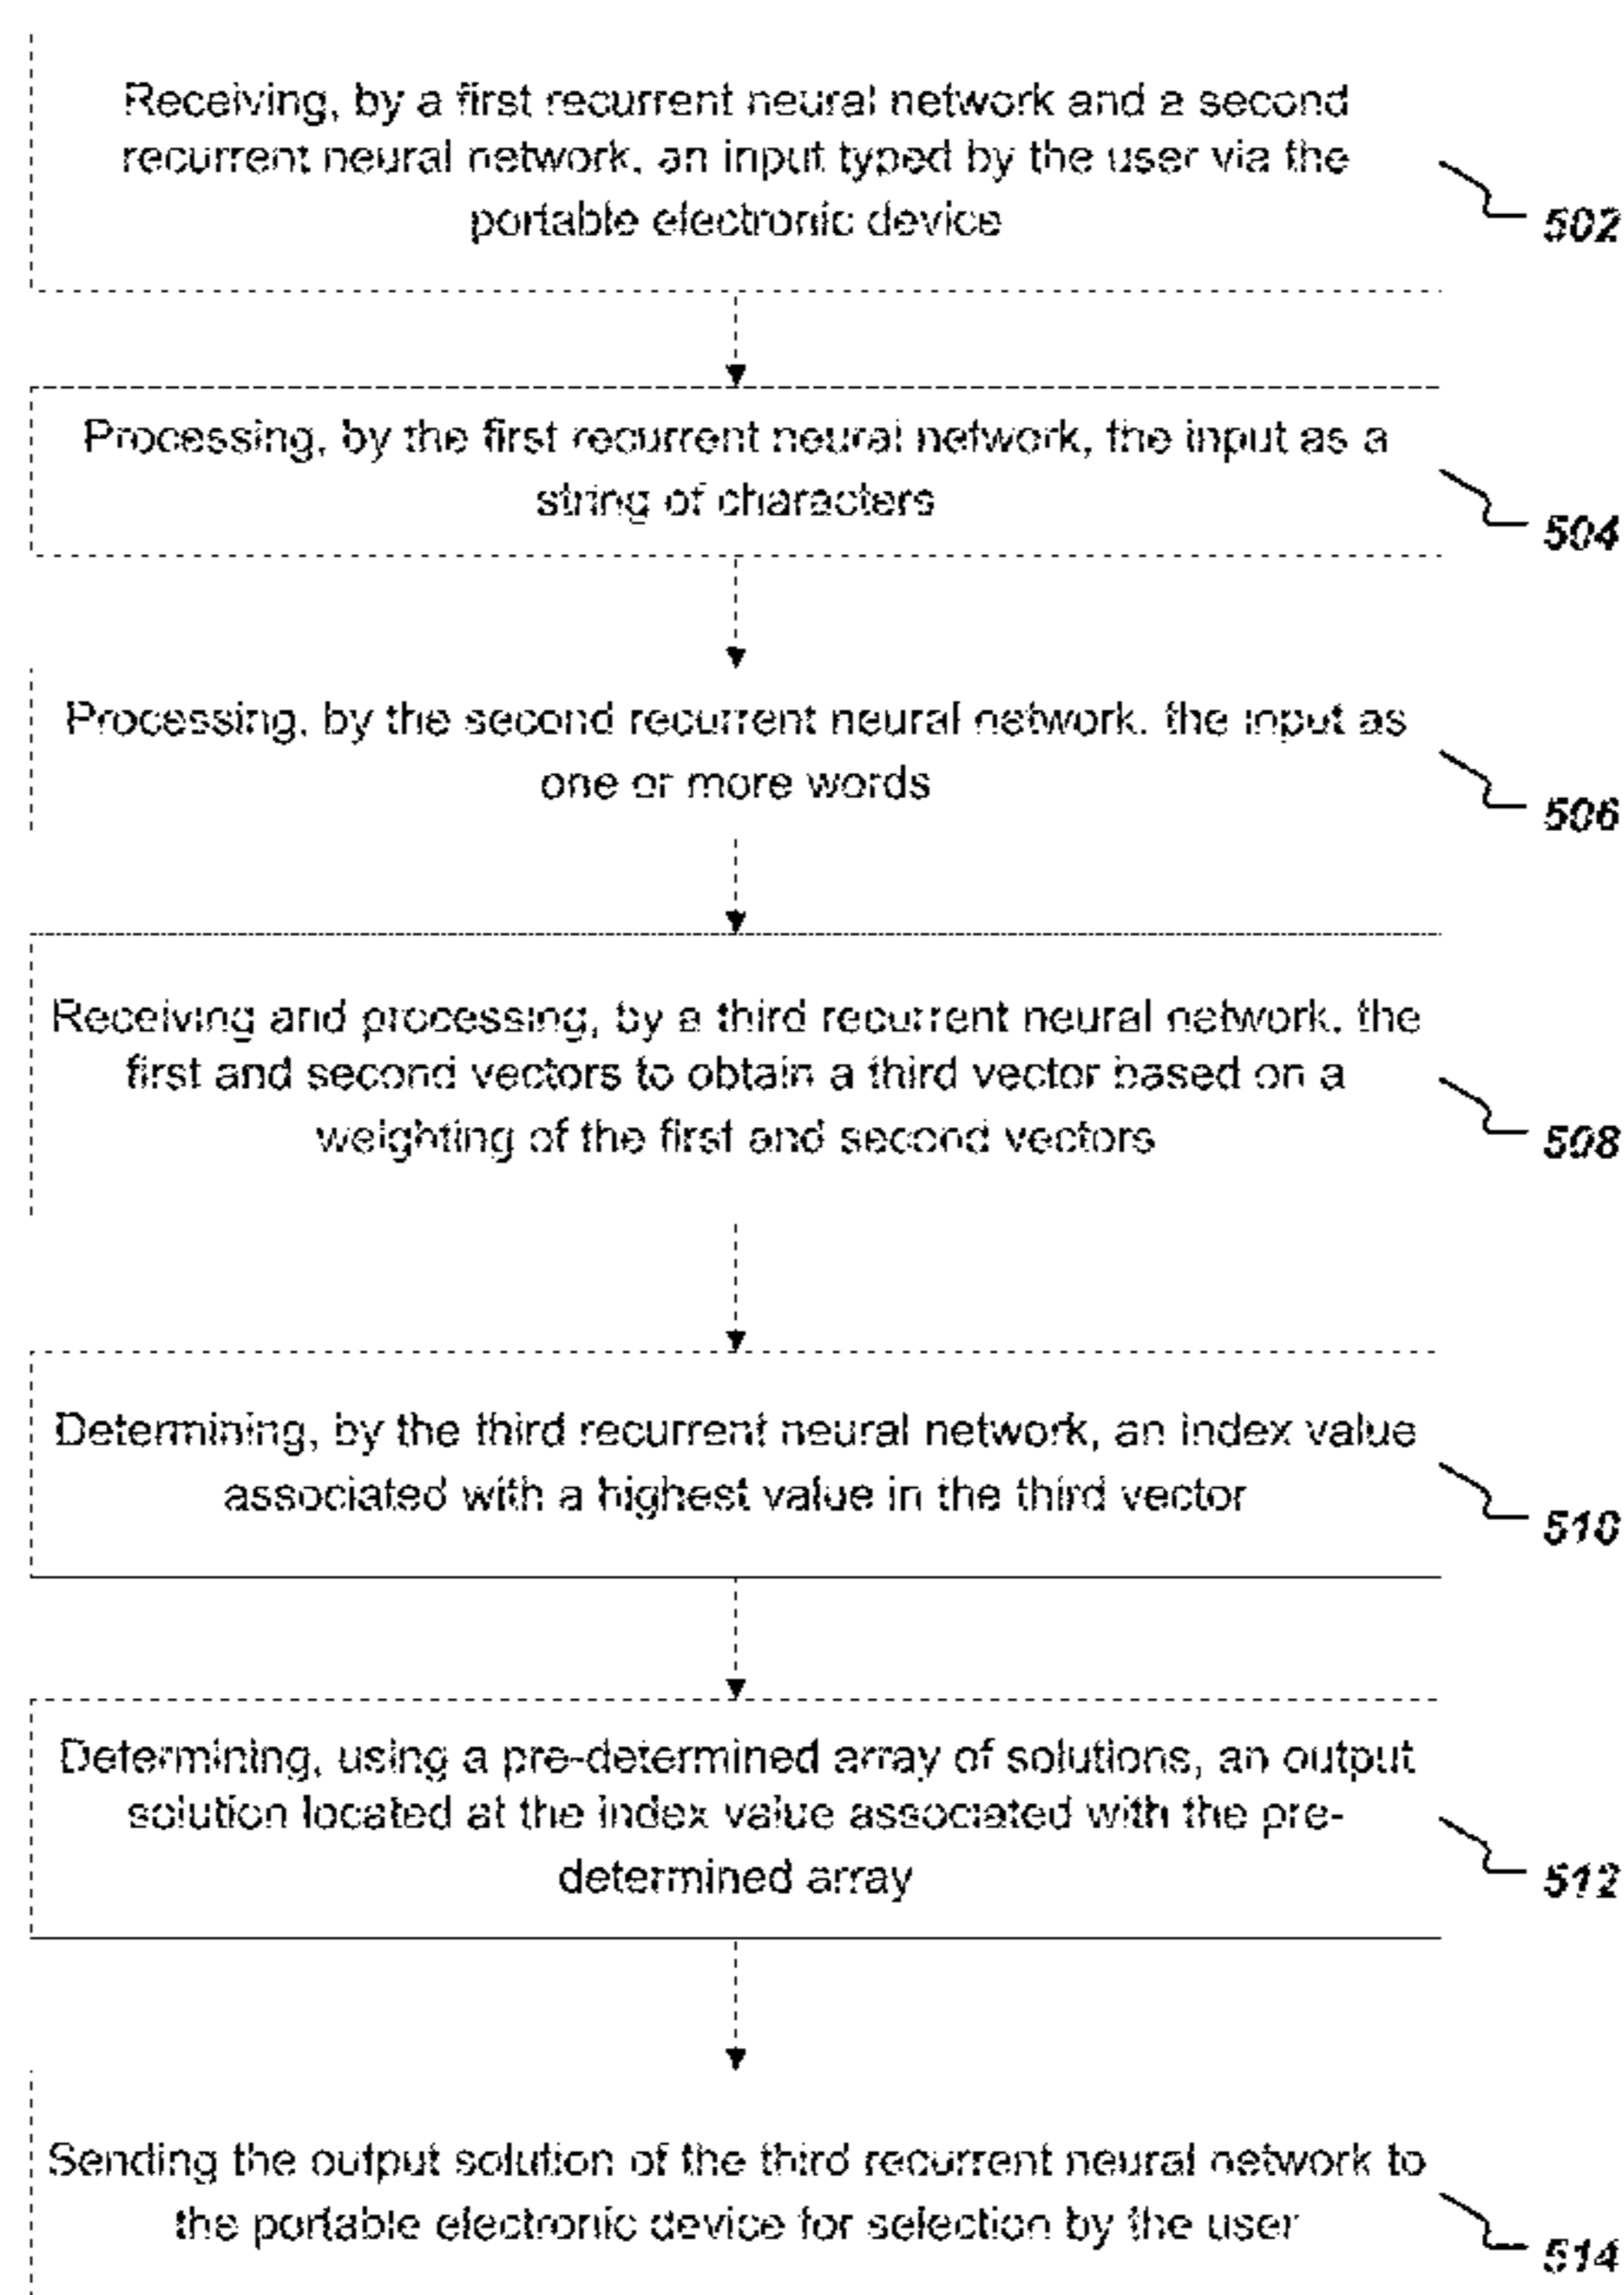 Receiving, by a first recurrent neural network and a second
recurrent neural network, an input typed by the user via the
portable electronic device
502
Processing, by the first recurrent neural network, the input as a
string of characters
504
Processing, by the second recurrent neural network, the input as
one or more words
506
Receiving and processing, by a third recurrent neural network, the
first and second vectors to obtain a third vector based on a
weighting of the first and second vectors
508
Determining, by the third recurrent neural network, an index value
associated with a highest value in the third vector
510
Determining, using a pre-determined array of solutions, an output
solution located at the index value associated with the pre-
determined array
512
Sending the output solution of the third recurrent neural network to
the portable electronic device for selection by the user
514